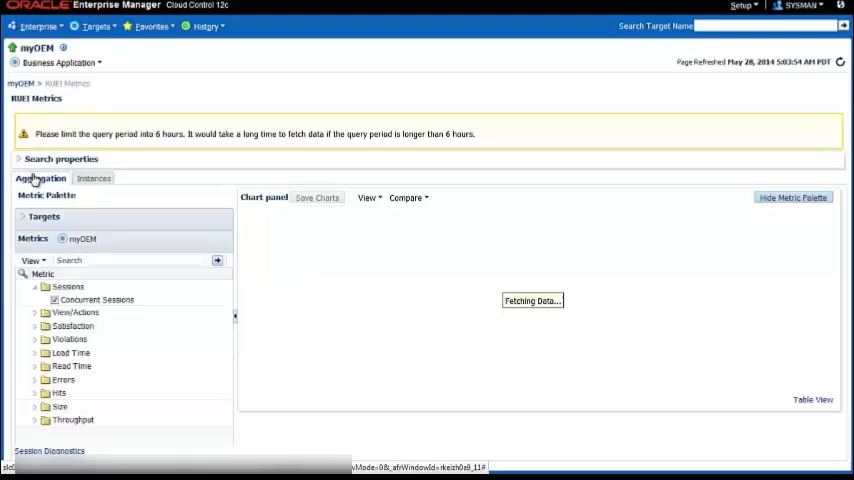 ORACLE Enterprise Manager Cloud Control 12c
Setup SYSMAN
Enterprise Targets Favorites History
Search Target Name
myOEM
Business Application
Page Refreshed May 28, 2014 5:03:54 AM PDT
myOEM > RUEI Metrics
RUEI Metrics
Please limit the query period into 6 hours. It would take a long time to fetch data if the query period is longer than 6 hours.
Search properties
Aggregation Instances
Metric Palette
Chart panel Save Charts View Compare Hide Metric Palette
Targets
Metrics myOEM
View Search
Metric
Sessions
Concurrent Sessions
View/Actions
Satisfaction
Violations
Load Time
Read Time
Errors
Hits
Size
Throughput
Fetching Data...
Table View
Session Diagnostics
vMode=0&_afrWindowId=rkeizh0a9_11#